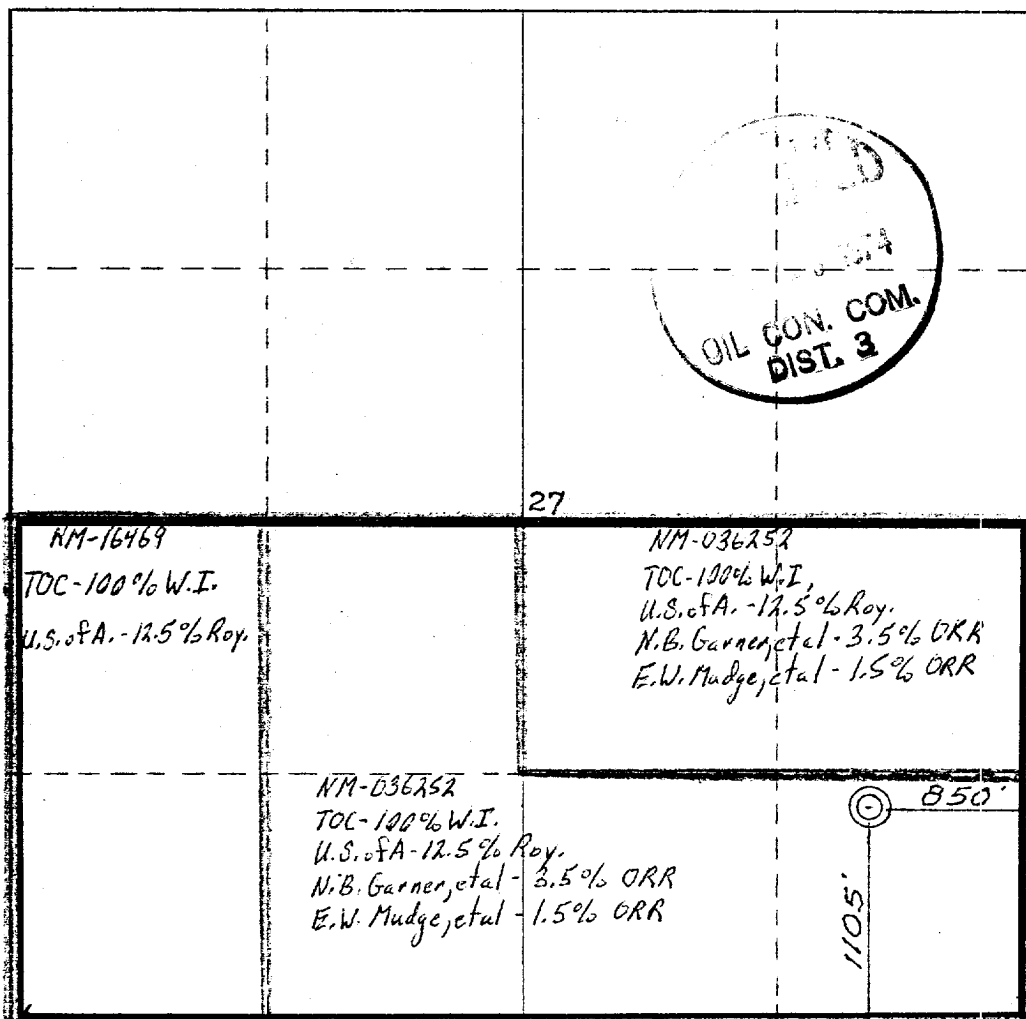 OIL CON. COM.
DIST. 3
27
NM-16469
TOC-100% W.I.
U.S. of A. - 12.5% Roy.
NM-036252
TOC-100% W.I.
U.S. of A. - 12.5% Roy.
N.B. Garner, etal - 3.5% ORR
E.W. Mudge, etal - 1.5% ORR
NM-036252
TOC-100% W.I.
U.S. of A - 12.5% Roy.
N.B. Garner, etal - 3.5% ORR
E.W. Mudge, etal - 1.5% ORR
850'
1105'